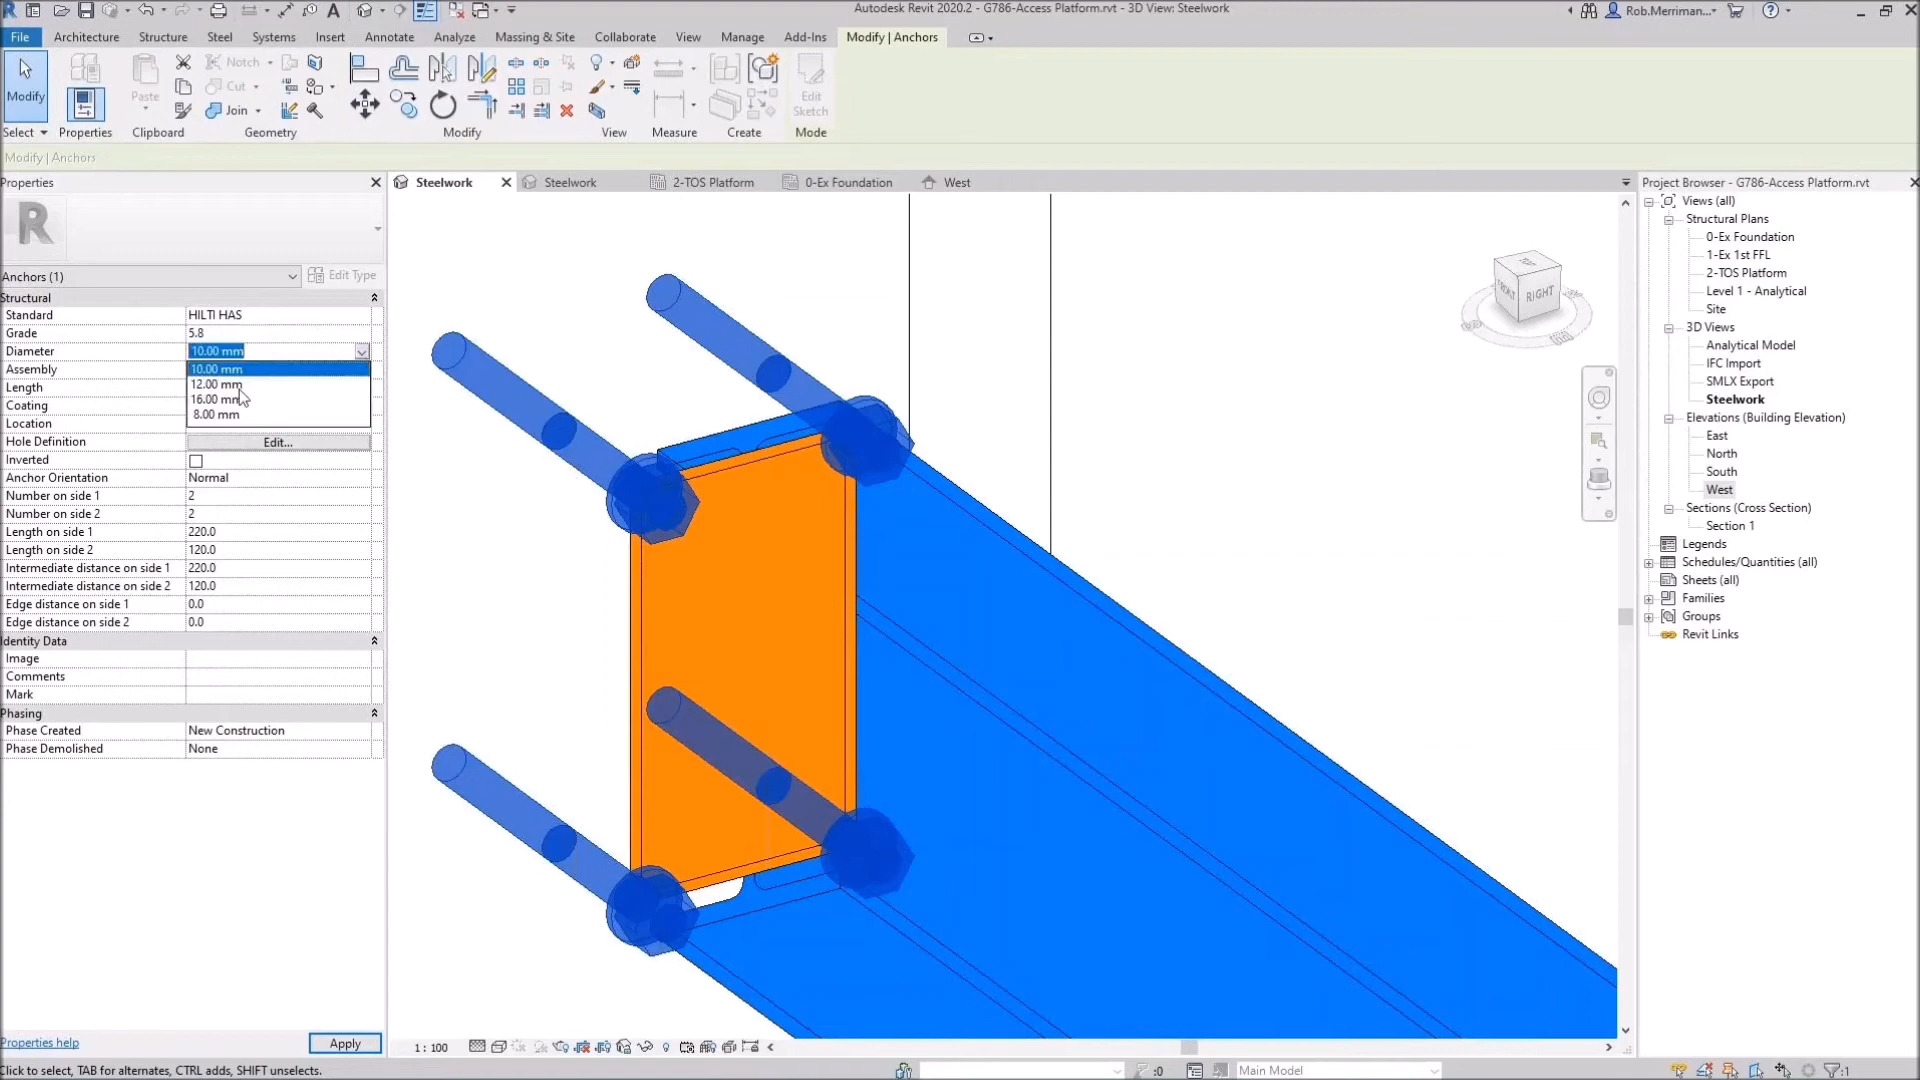 Autodesk Revit 2020.2 - G786-Access Platform.rvt - 3D View: Steelwork
Rob.Merriman...
File
Architecture
Structure
Steel
Systems
Insert
Annotate
Analyze
Massing & Site
Collaborate
View
Manage
Add-Ins
Modify | Anchors
Modify
Paste
Notch
Cut
Join
Edit
Sketch
Select
Properties
Clipboard
Geometry
Modify
View
Measure
Create
Mode
Modify | Anchors
Properties
Anchors (1)
Edit Type
Structural
Standard HILTI HAS
Grade 5.8
Diameter 10.00 mm
Assembly 10.00 mm
12.00 mm
Length
16.00 mm
Coating
8.00 mm
Location
Hole Definition Edit...
Inverted
Anchor Orientation Normal
Number on side 1 2
Number on side 2 2
Length on side 1 220.0
Length on side 2 120.0
Intermediate distance on side 1 220.0
Intermediate distance on side 2 120.0
Edge distance on side 1 0.0
Edge distance on side 2 0.0
Identity Data
Image
Comments
Mark
Phasing
Phase Created New Construction
Phase Demolished None
Properties help
Apply
Steelwork
Steelwork
2-TOS Platform
0-Ex Foundation
West
TOP
FRONT
RIGHT
1 : 100
Project Browser - G786-Access Platform.rvt
Views (all)
Structural Plans
0-Ex Foundation
1-Ex 1st FFL
2-TOS Platform
Level 1 - Analytical
Site
3D Views
Analytical Model
IFC Import
SMLX Export
Steelwork
Elevations (Building Elevation)
East
North
South
West
Sections (Cross Section)
Section 1
Legends
Schedules/Quantities (all)
Sheets (all)
Families
Groups
Revit Links
Click to select, TAB for alternates, CTRL adds, SHIFT unselects.
:0
Main Model
:1